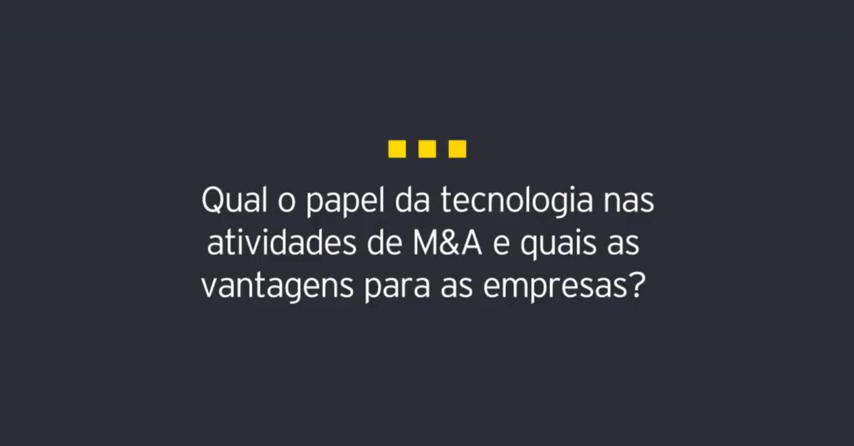 Qual o papel da tecnologia nas
atividades de M&A e quais as
vantagens para as empresas?